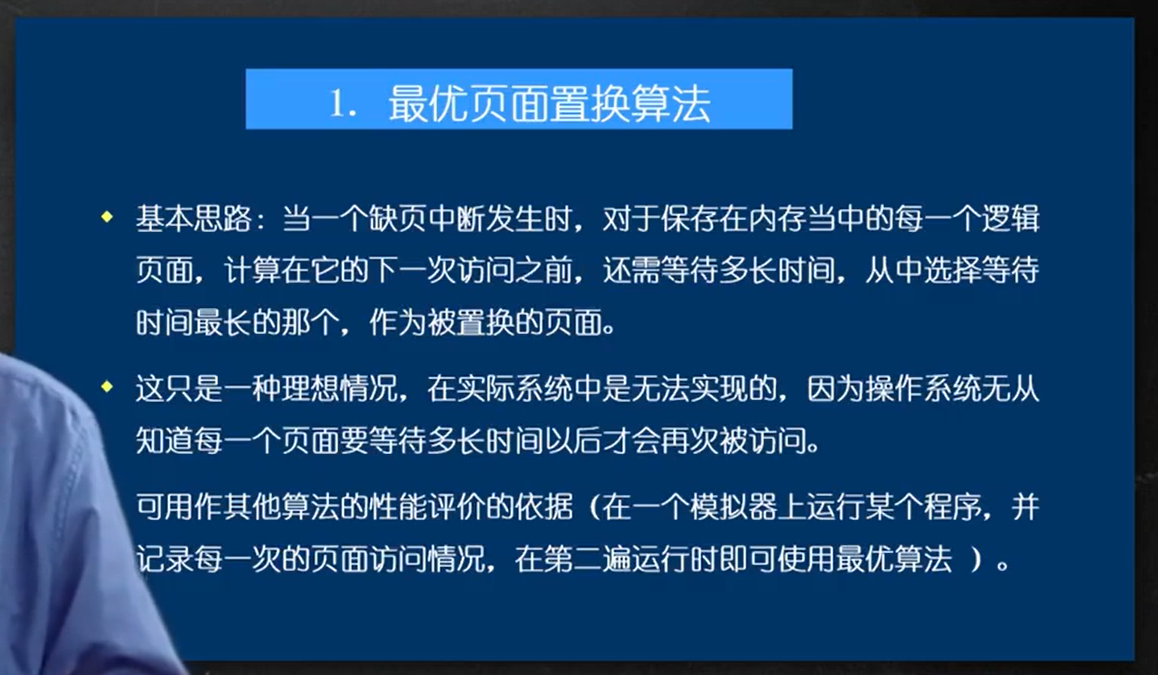 1. 最优页面置换算法
基本思路：当一个缺页中断发生时，对于保存在内存当中的每一个逻辑
页面，计算在它的下一次访问之前，还需等待多长时间，从中选择等待
时间最长的那个，作为被置换的页面。
这只是一种理想情况，在实际系统中是无法实现的，因为操作系统无从
知道每一个页面要等待多长时间以后才会再次被访问。
可用作其他算法的性能评价的依据（在一个模拟器上运行某个程序，并
记录每一次的页面访问情况，在第二遍运行时即可使用最优算法 ）。